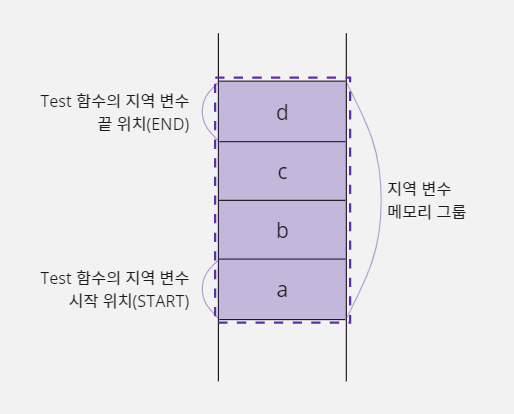 Test 함수의 지역 변수
끝 위치(END)
d
c
지역 변수
메모리 그룹
b
Test 함수의 지역 변수
시작 위치(START)
a